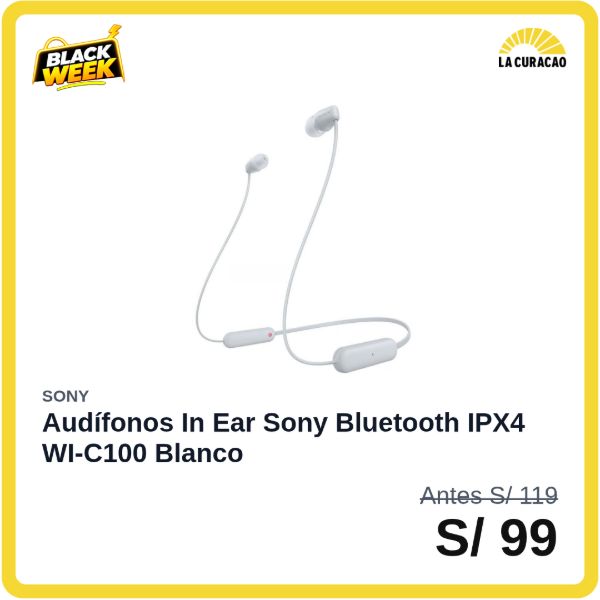 BLACK
WEEK
LA CURACAO
SONY
Audífonos In Ear Sony Bluetooth IPX4
WI-C100 Blanco
Antes S/ 119
S/ 99